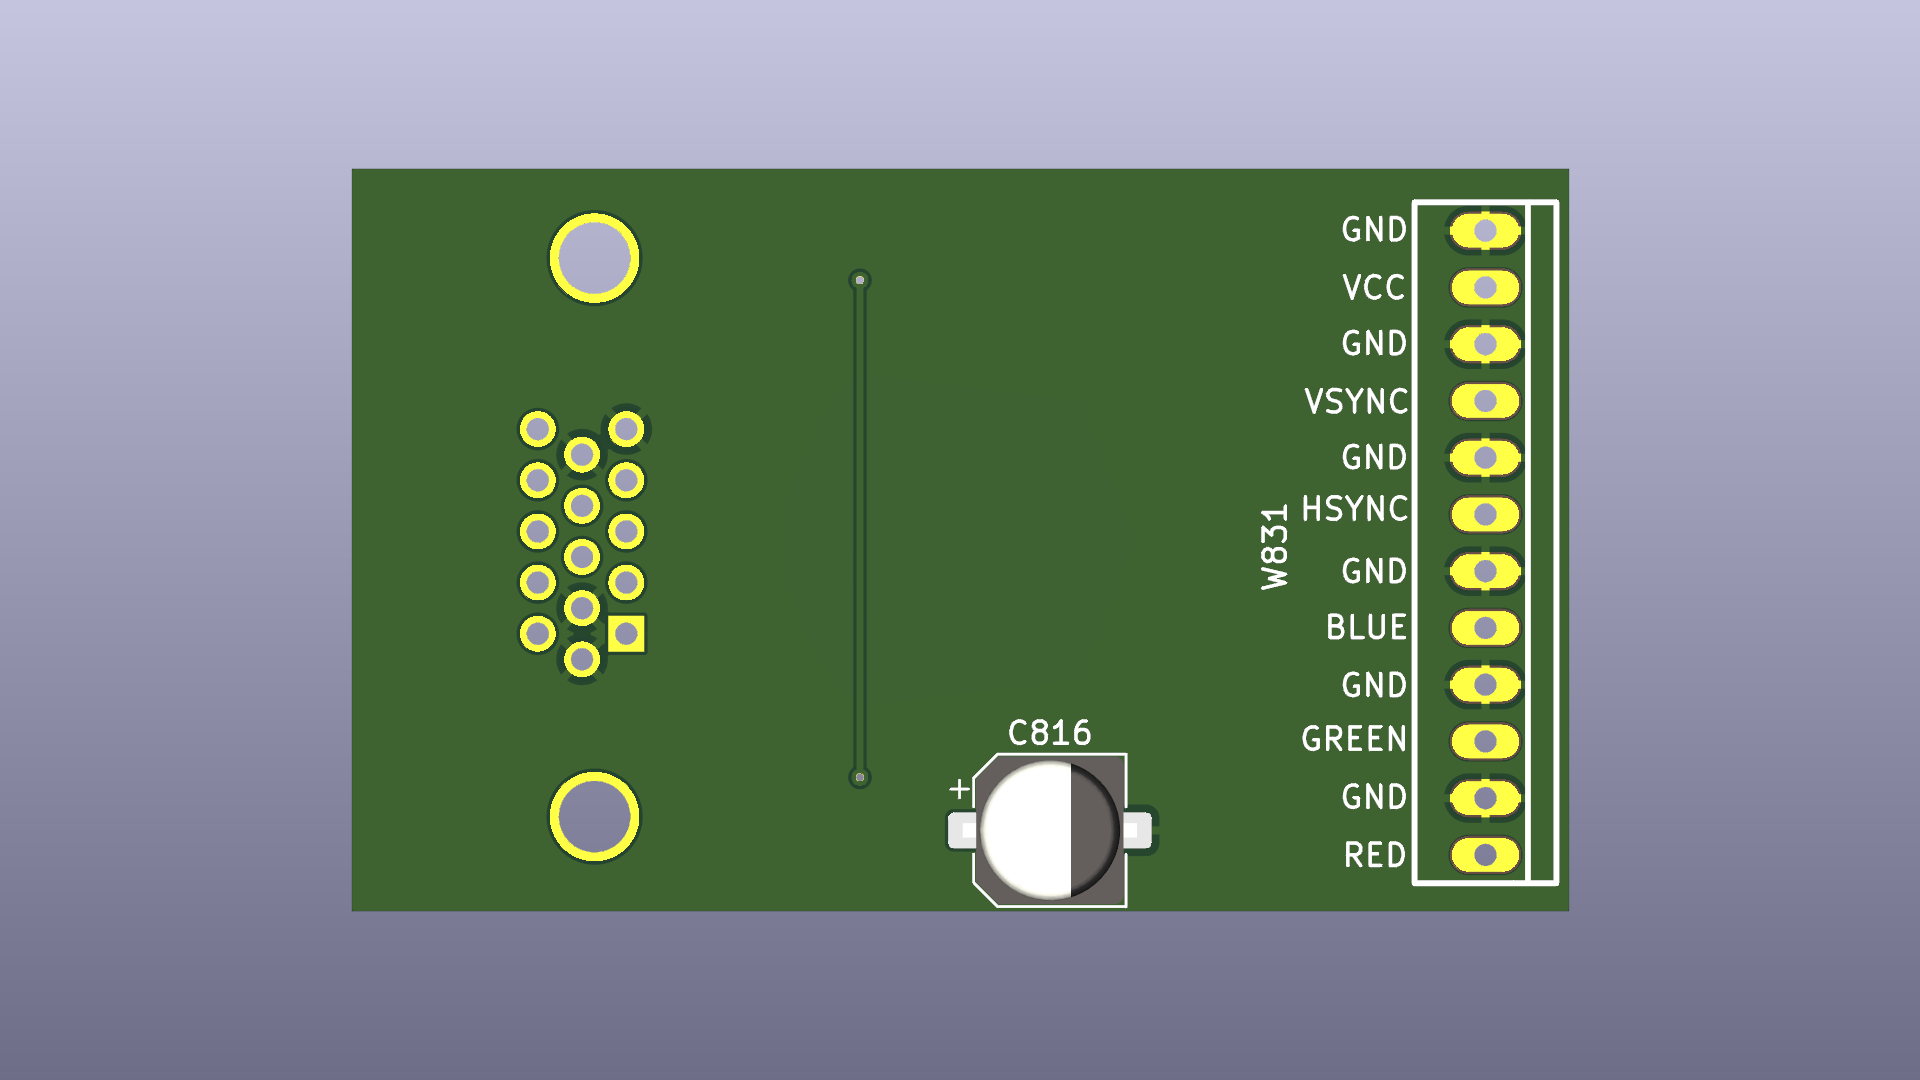 GND
VCC
GND
VSYNC
GND
HSYNC
W831
GND
BLUE
GND
GREEN
C816
+
GND
RED